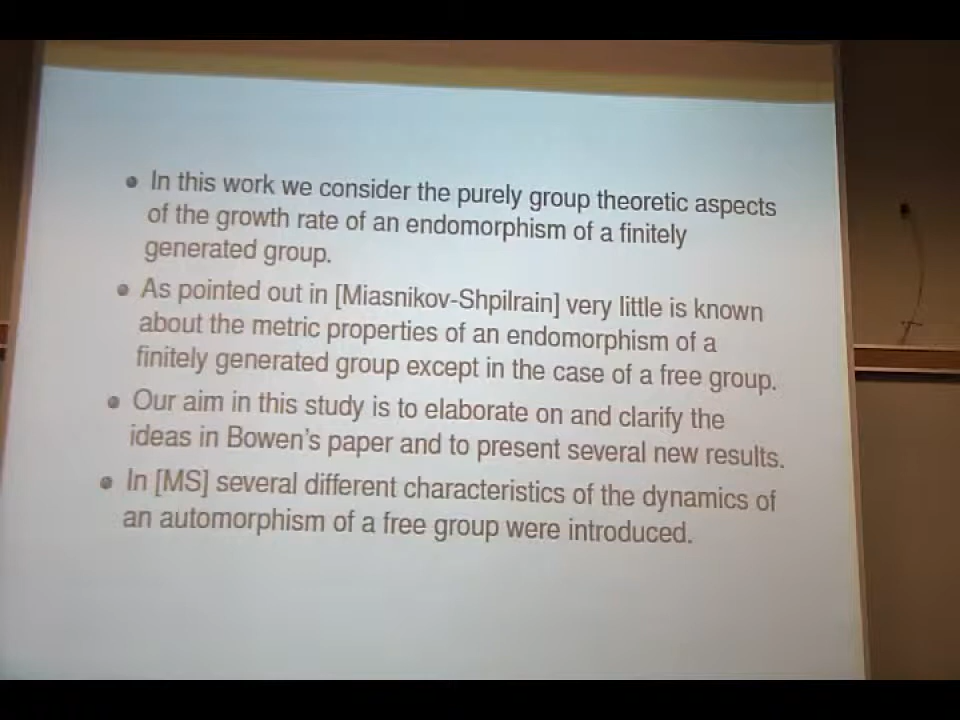 • In this work we consider the purely group theoretic aspects
of the growth rate of an endomorphism of a finitely
generated group.
• As pointed out in [Miasnikov-Shpilrain] very little is known
about the metric properties of an endomorphism of a
finitely generated group except in the case of a free group.
• Our aim in this study is to elaborate on and clarify the
ideas in Bowen's paper and to present several new results.
• In [MS] several different characteristics of the dynamics of
an automorphism of a free group were introduced.